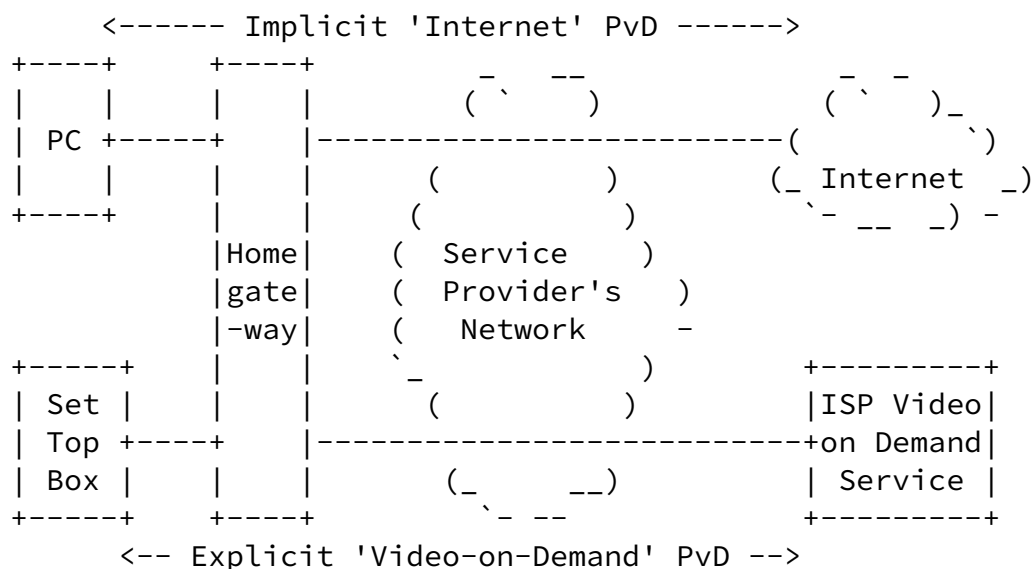 <------ Implicit 'Internet' PvD ------>
PC
Internet
Home Service
gate Provider's
-way Network
Set ISP Video
Top on Demand
Box Service
<-- Explicit 'Video-on-Demand' PvD -->